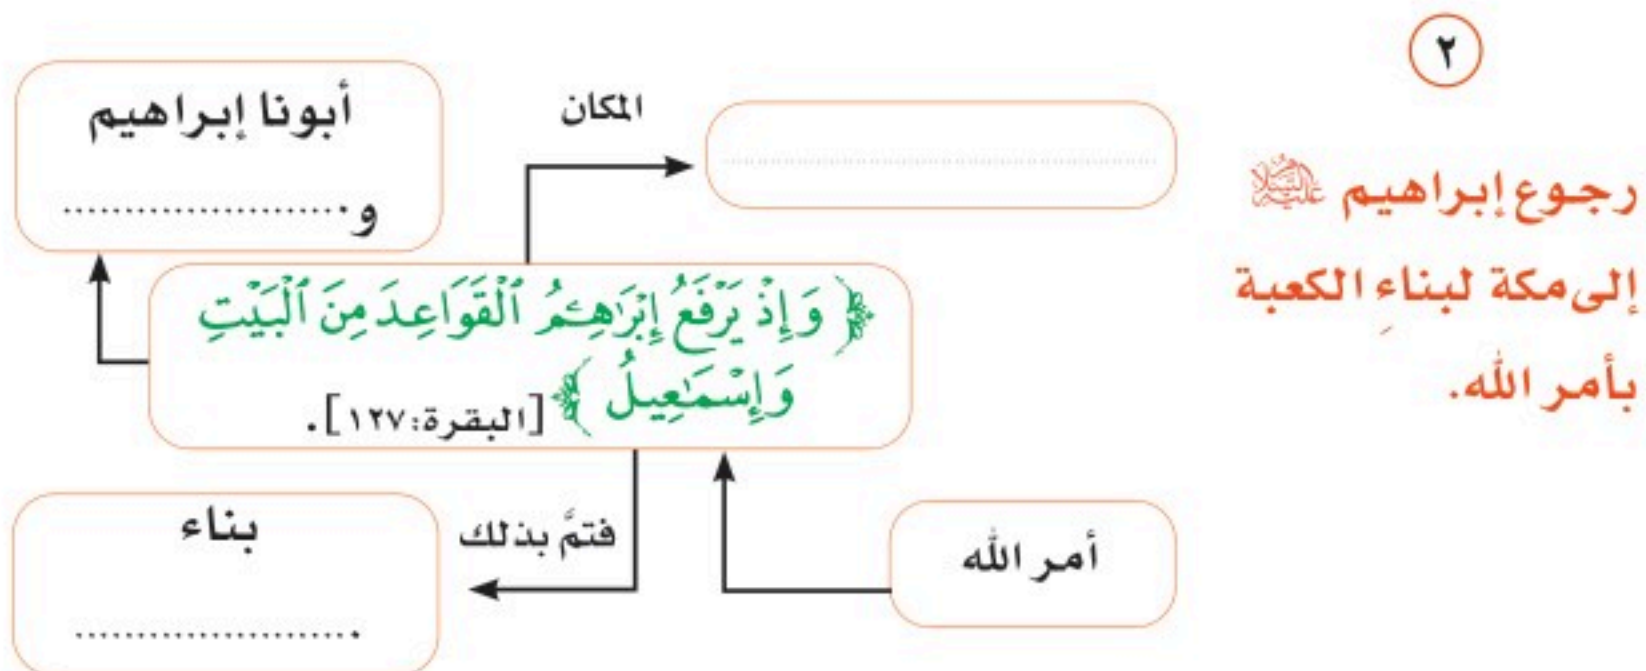 ٢
رجوع إبراهيم عليه السلام
إلى مكة لبناءِ الكعبة
بأمر الله.
المكان
....................
أبونا إبراهيم
و....................
﴿ وَإِذْ يَرْفَعُ إِبْرَٰهِـۧمُ ٱلْقَوَاعِدَ مِنَ ٱلْبَيْتِ
وَإِسْمَٰعِيلُ ﴾ [البقرة:١٢٧].
أمر الله
فتمَّ بذلك
بناء
.....................